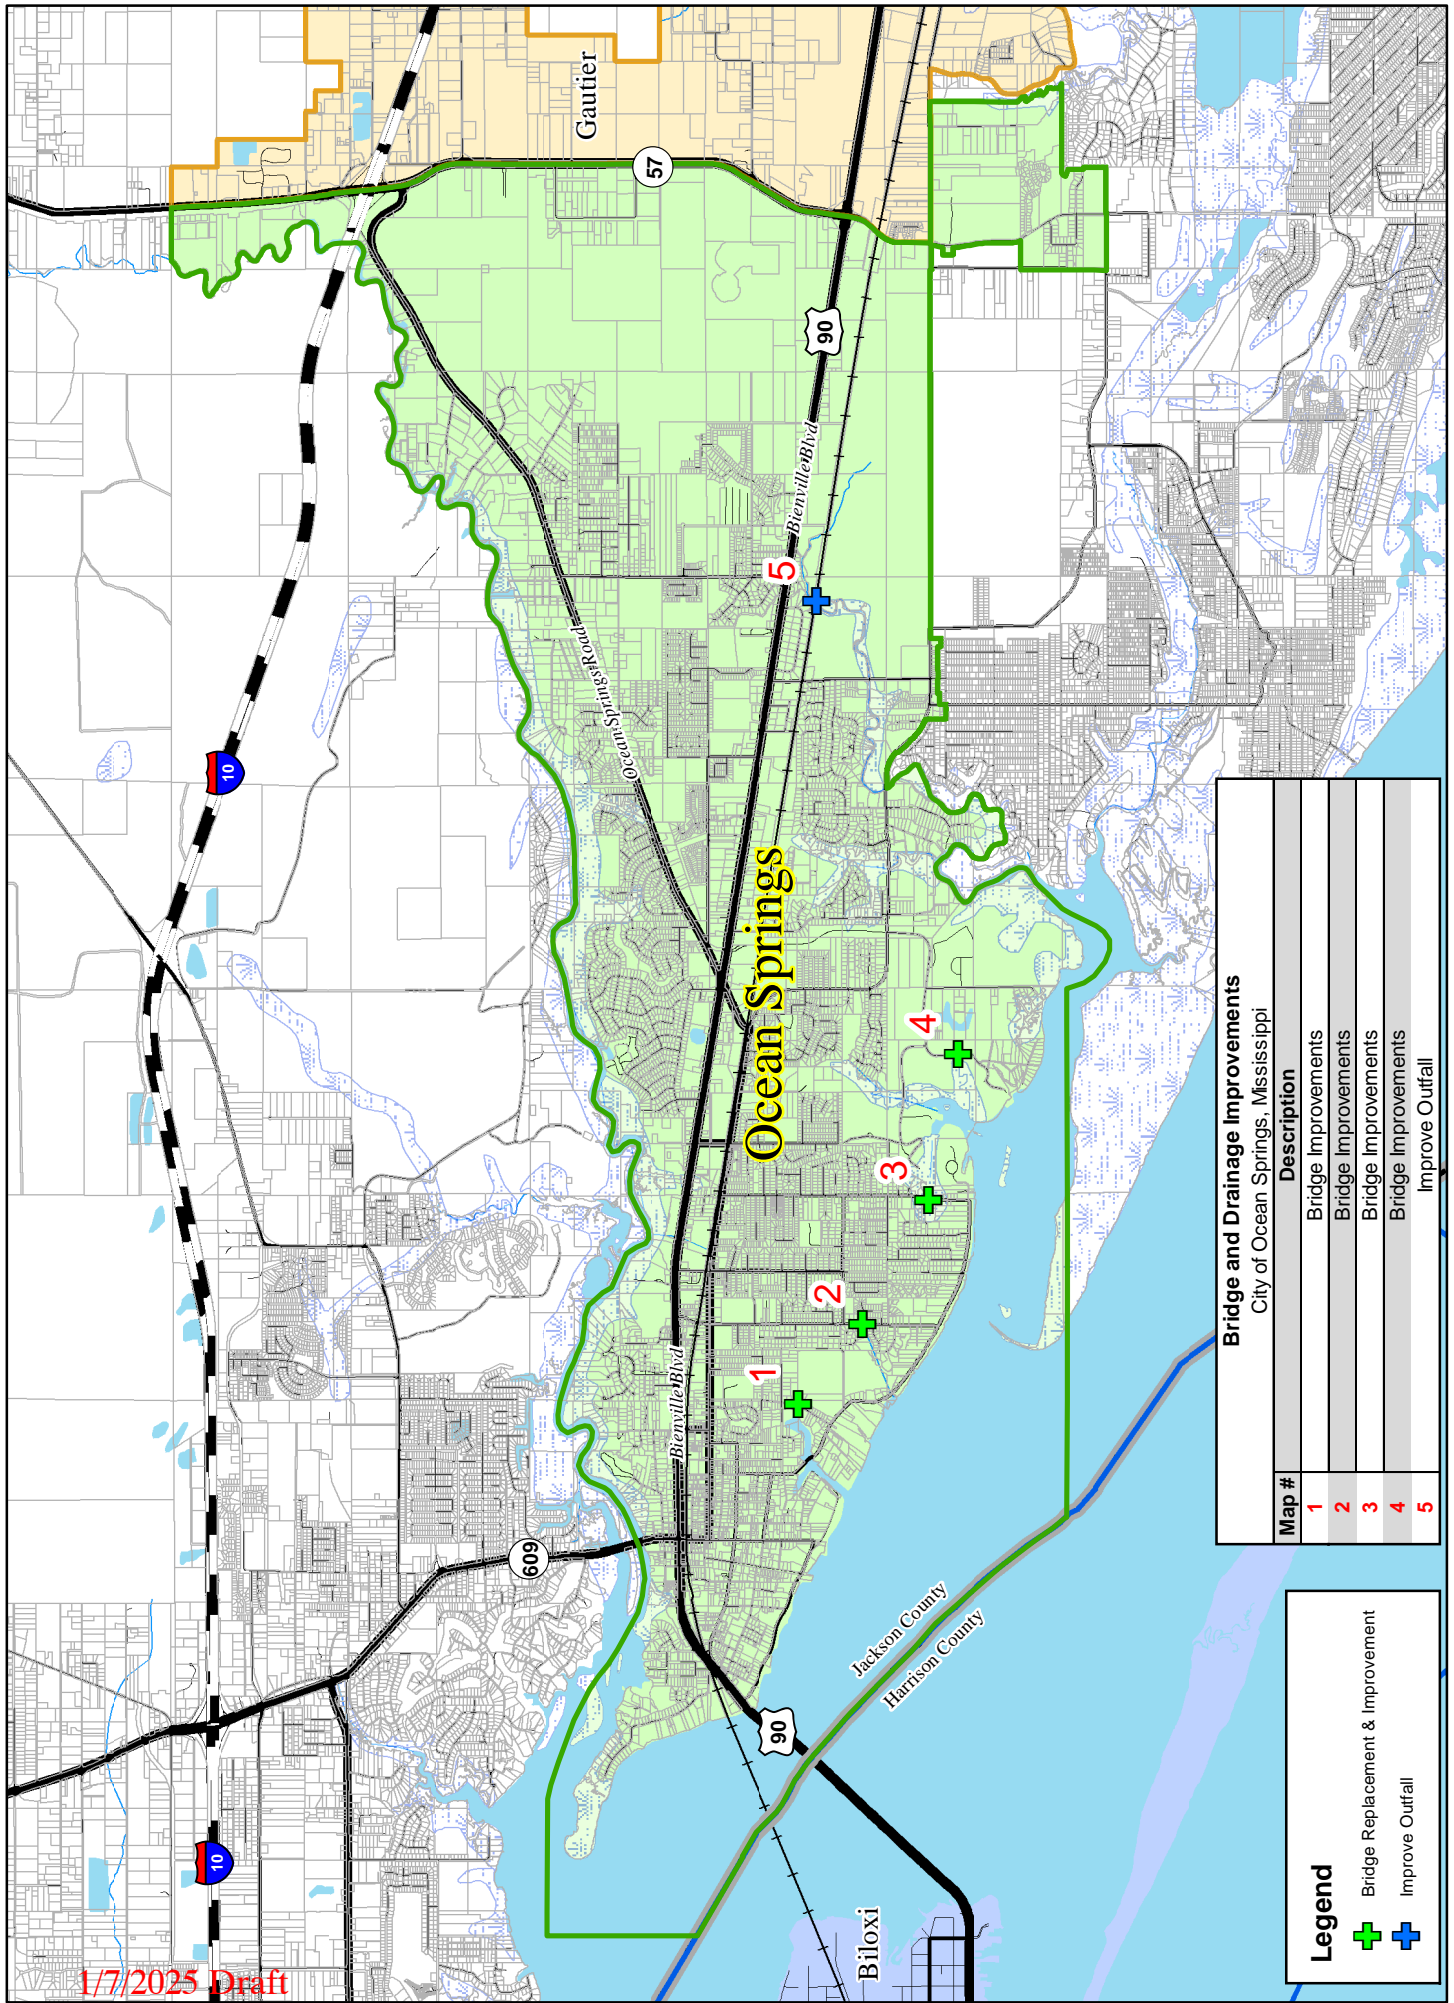 1/7/2025 Draft
10
10
609
57
Gautier
90
90
Bienville Blvd
Bienville Blvd
Ocean Springs Road
Ocean Springs
1
2
3
4
5
Jackson County
Harrison County
Biloxi
Legend
Bridge Replacement & Improvement
Improve Outfall
Bridge and Drainage Improvements
City of Ocean Springs, Mississippi
Map # Description
1 Bridge Improvements
2 Bridge Improvements
3 Bridge Improvements
4 Bridge Improvements
5 Improve Outfall